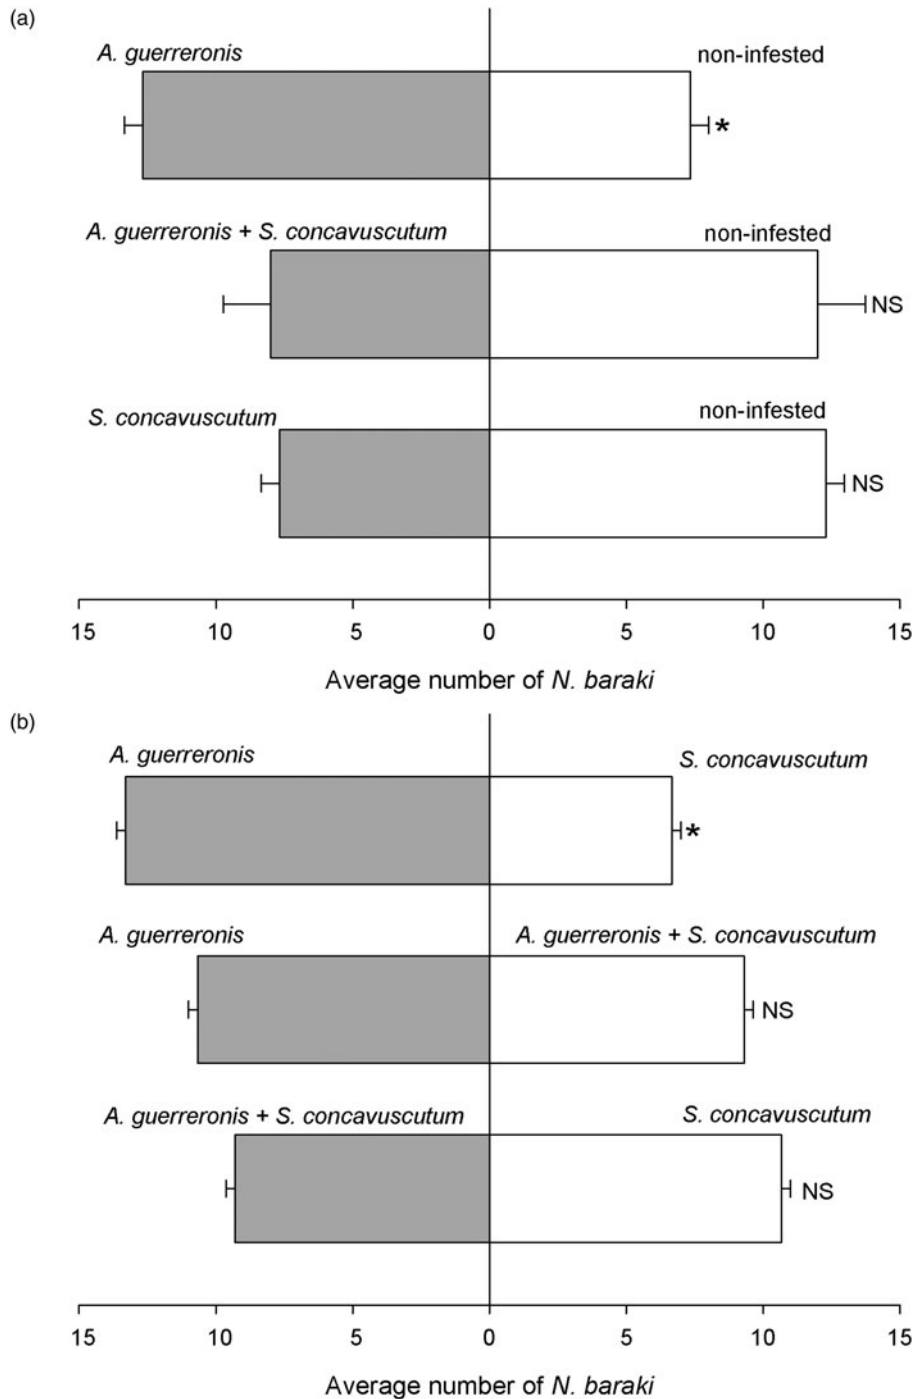 (a)
A. guerreronis non-infested
*
A. guerreronis + S. concavuscutum non-infested
NS
S. concavuscutum non-infested
NS
15 10 5 0 5 10 15
Average number of N. baraki
(b)
A. guerreronis S. concavuscutum
*
A. guerreronis A. guerreronis + S. concavuscutum
NS
A. guerreronis + S. concavuscutum S. concavuscutum
NS
15 10 5 0 5 10 15
Average number of N. baraki